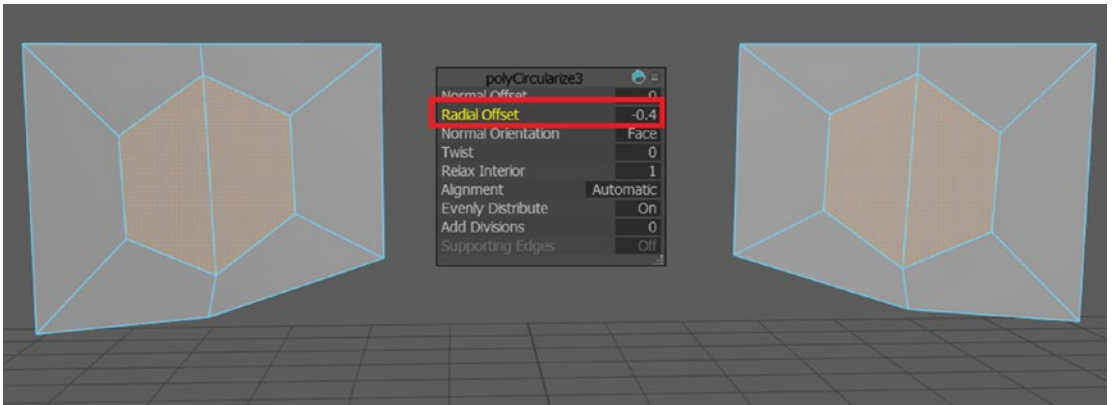 polyCircularize3
Normal Offset 0
Radial Offset -0.4
Normal Orientation Face
Twist 0
Relax Interior 1
Alignment Automatic
Evenly Distribute On
Add Divisions 0
Supporting Edges Off